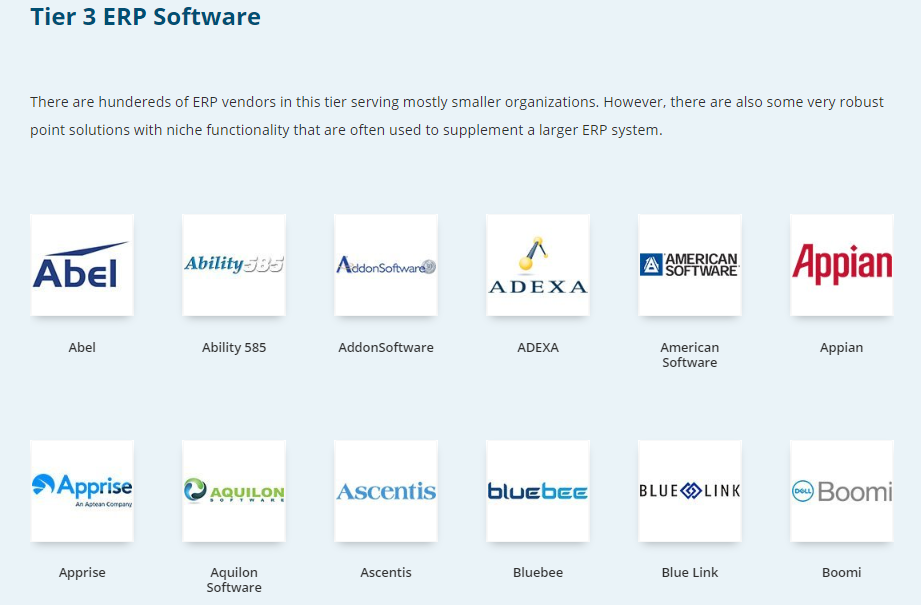 Tier 3 ERP Software
There are hundereds of ERP vendors in this tier serving mostly smaller organizations. However, there are also some very robust
point solutions with niche functionality that are often used to supplement a larger ERP system.
Abel
Ability585
AddonSoftware
ADEXA
AMERICAN
SOFTWARE
Appian
Abel
Ability 585
AddonSoftware
ADEXA
American
Software
Appian
Apprise
An Aptean Company
AQUILON
SOFTWARE
Ascentis
bluebee
BLUE LINK
DELL Boomi
Apprise
Aquilon
Software
Ascentis
Bluebee
Blue Link
Boomi